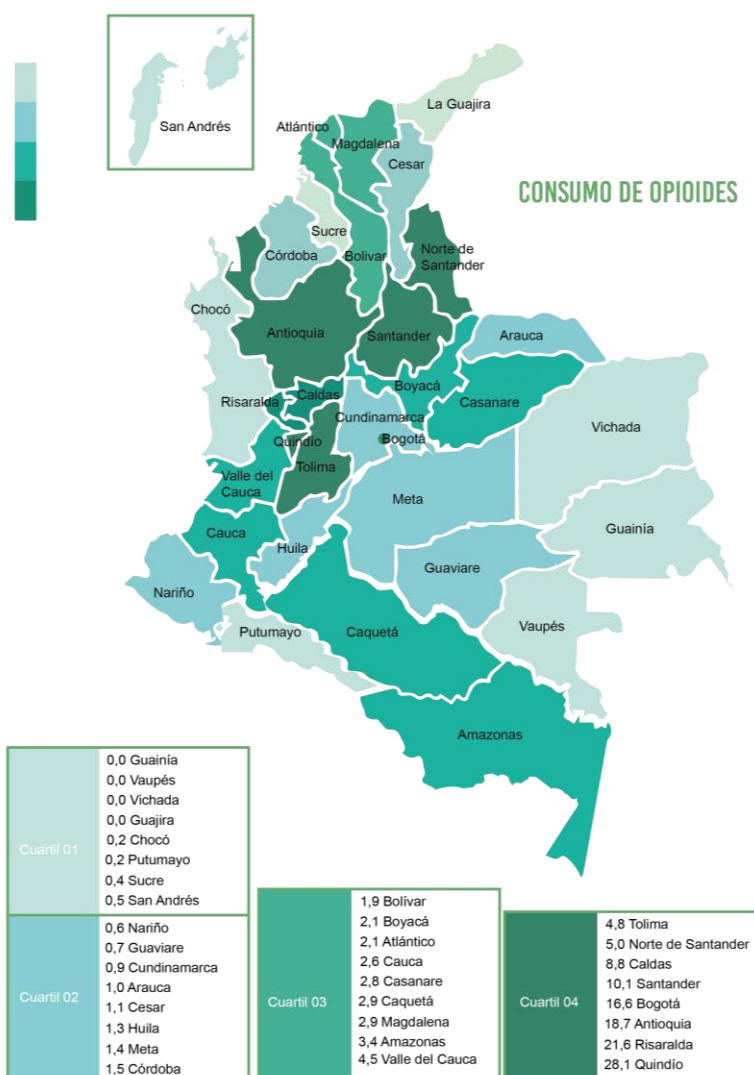 San Andrés
La Guajira
Atlántico
Magdalena
Cesar
CONSUMO DE OPIOIDES
Sucre
Córdoba
Bolivar
Norte de
Santander
Chocó
Antioquia
Santander
Arauca
Boyacá
Risaralda
Caldas
Casanare
Cundinamarca
Vichada
Quindío
Bogotá
Tolima
Valle del
Cauca
Meta
Guainía
Cauca
Huila
Guaviare
Nariño
Vaupés
Putumayo
Caquetá
Amazonas
Cuartil 01
0,0 Guainía
0,0 Vaupés
0,0 Vichada
0,0 Guajira
0,2 Chocó
0,2 Putumayo
0,4 Sucre
0,5 San Andrés
Cuartil 02
0,6 Nariño
0,7 Guaviare
0,9 Cundinamarca
1,0 Arauca
1,1 Cesar
1,3 Huila
1,4 Meta
1,5 Córdoba
Cuartil 03
1,9 Bolívar
2,1 Boyacá
2,1 Atlántico
2,6 Cauca
2,8 Casanare
2,9 Caquetá
2,9 Magdalena
3,4 Amazonas
4,5 Valle del Cauca
Cuartil 04
4,8 Tolima
5,0 Norte de Santander
8,8 Caldas
10,1 Santander
16,6 Bogotá
18,7 Antioquia
21,6 Risaralda
28,1 Quindío